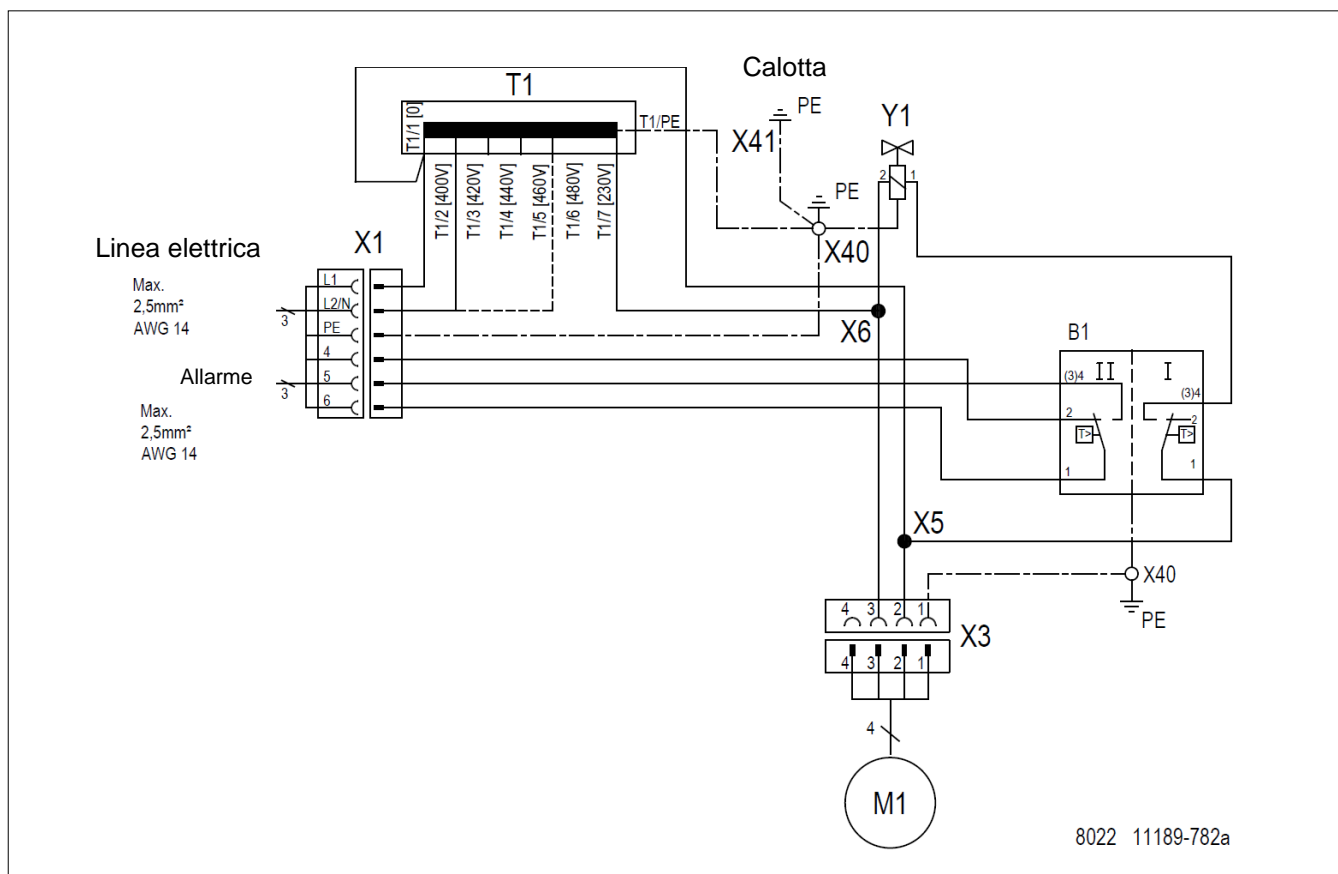 Calotta
T1
PE
Y1
T1/1 [0]
T1/PE
X41
2
1
PE
T1/2 [400V]
T1/3 [420V]
T1/4 [440V]
T1/5 [460V]
T1/6 [480V]
T1/7 [230V]
X40
Linea elettrica
X1
Max.
2,5mm²
AWG 14
3
L1
L2/N
PE
4
5
6
X6
B1
Allarme
3
Max.
2,5mm²
AWG 14
(3)4
II
I
(3)4
2
2
T>
T>
1
1
X5
X40
PE
4
3
2
1
X3
4
3
2
1
4
M1
8022 11189-782a